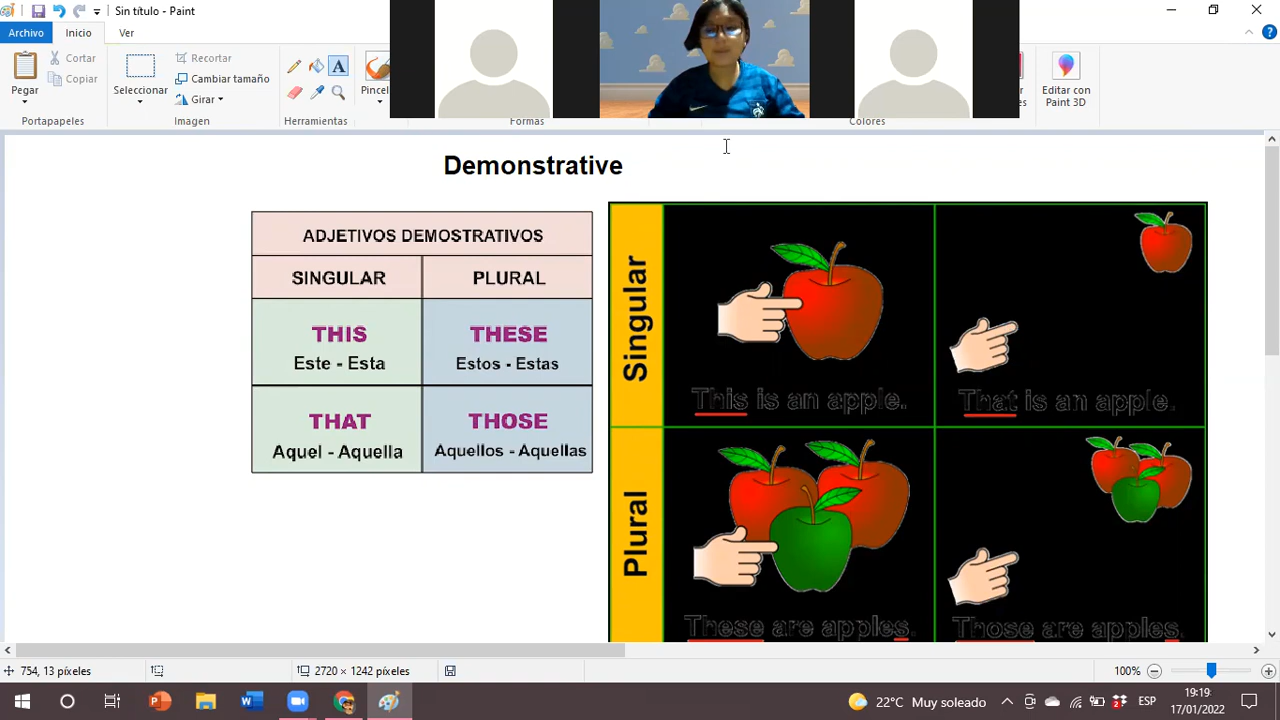 Sin título - Paint
Archivo
Inicio
Ver
Pegar
Cortar
Copiar
Portapapeles
Seleccionar
Recortar
Cambiar tamaño
Girar
Imagen
A
Herramientas
Pincel
Formas
Colores
Editar con
Paint 3D
Demonstrative
ADJETIVOS DEMOSTRATIVOS
SINGULAR PLURAL
THIS THESE
Este - Esta Estos - Estas
THAT THOSE
Aquel - Aquella Aquellos - Aquellas
Singular
This is an apple.
That is an apple.
Plural
These are apples.
Those are apples.
754, 13 píxeles
2720 × 1242 píxeles
100%
22°C Muy soleado
ESP
19:19
17/01/2022